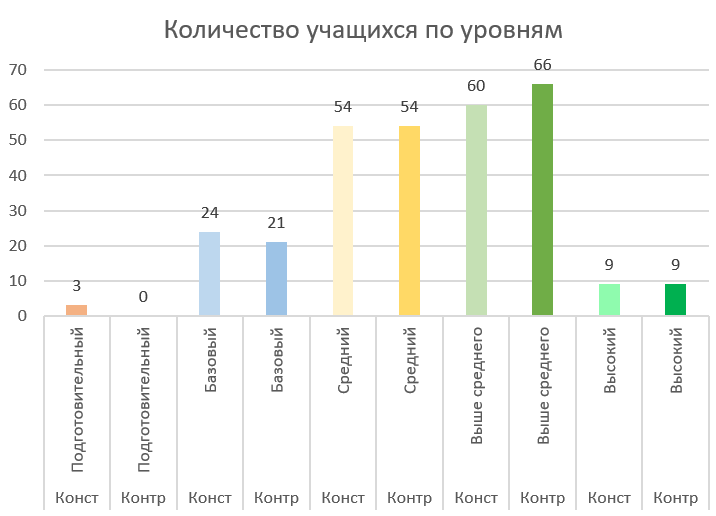 Количество учащихся по уровням
70
60
50
40
30
20
10
0
3
0
24
21
54
54
60
66
9
9
Подготовительный
Подготовительный
Базовый
Базовый
Средний
Средний
Выше среднего
Выше среднего
Высокий
Высокий
Конст Контр Конст Контр Конст Контр Конст Контр Конст Контр